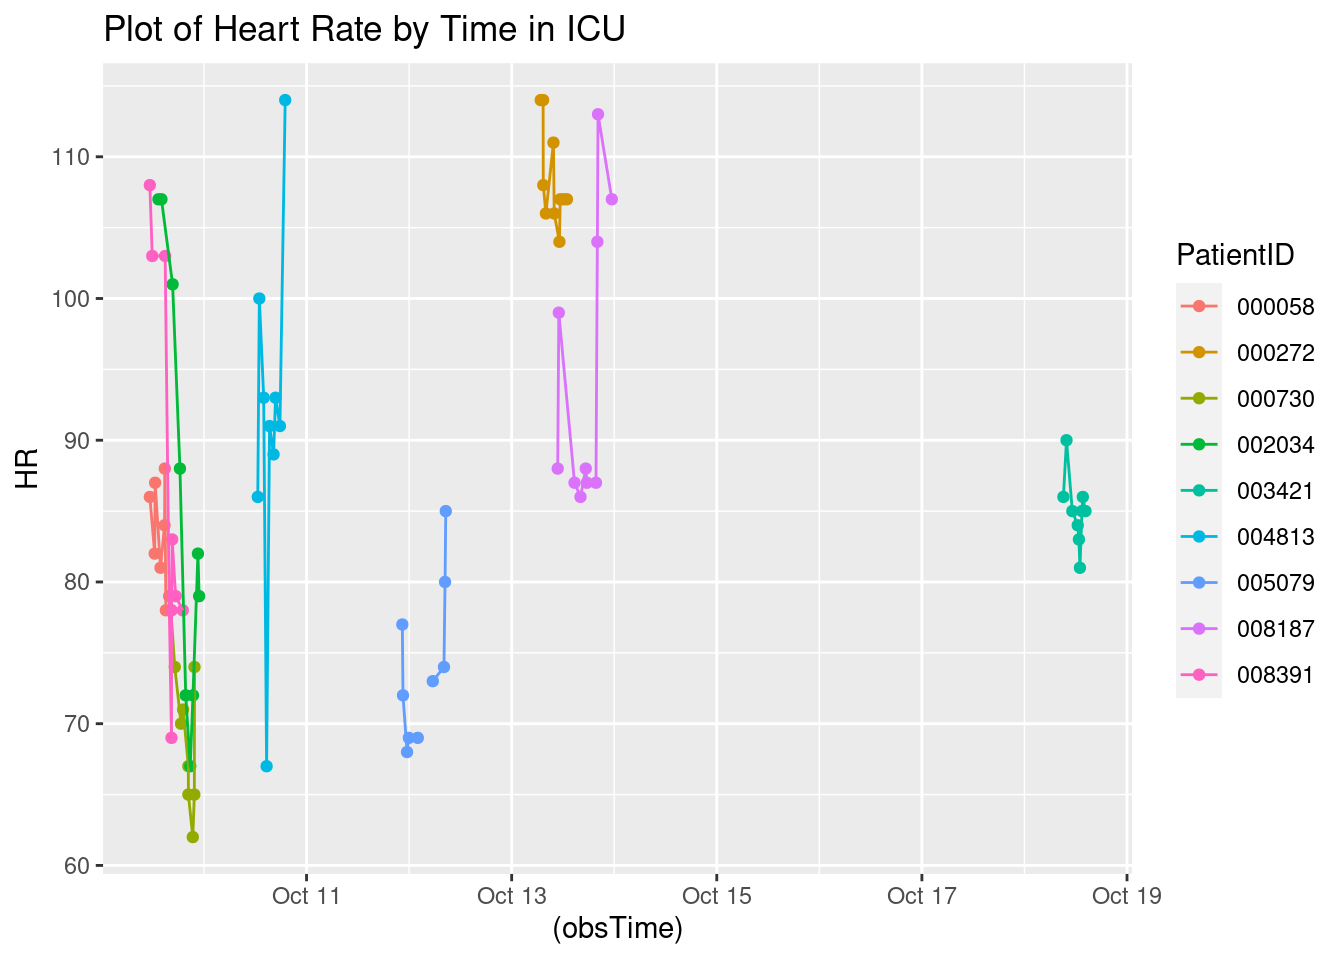 Plot of Heart Rate by Time in ICU
HR
110
100
90
80
70
60
Oct 11
Oct 13
Oct 15
Oct 17
Oct 19
(obsTime)
PatientID
000058
000272
000730
002034
003421
004813
005079
008187
008391